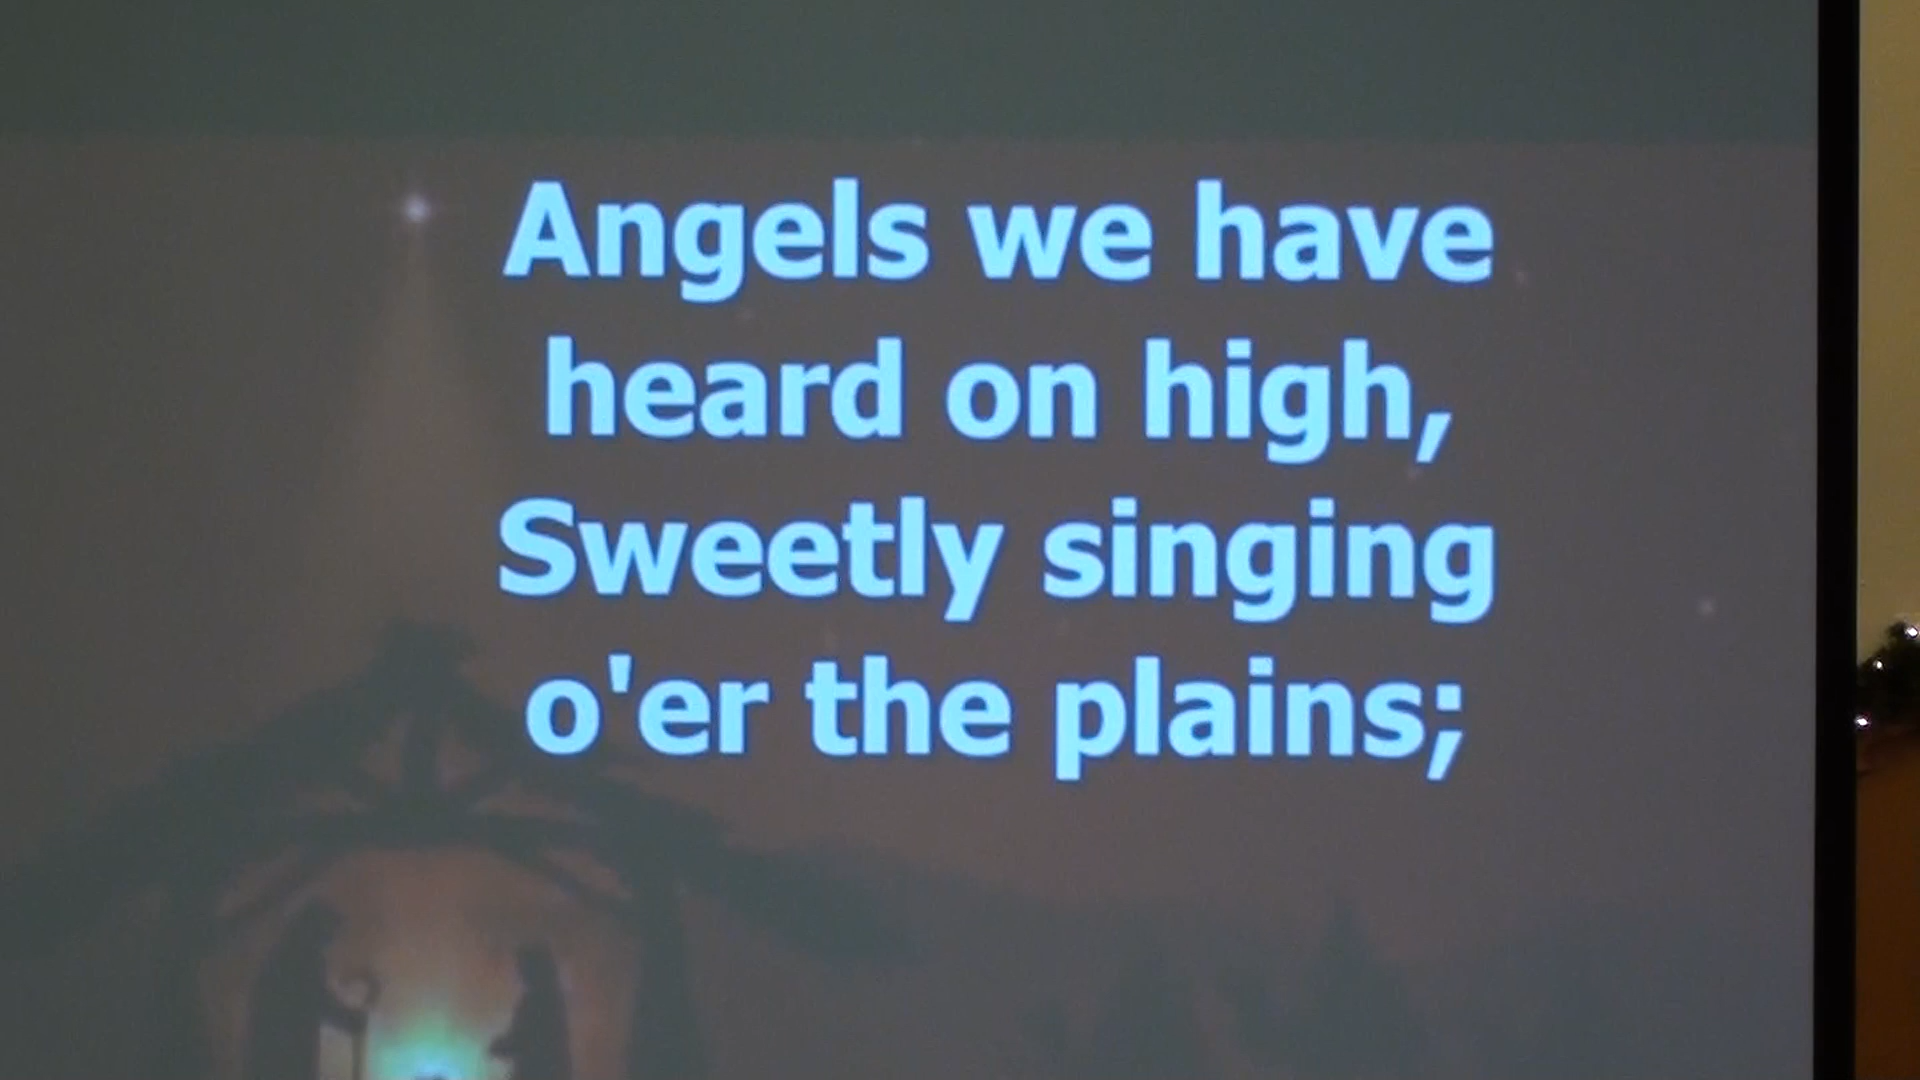 Angels we have
heard on high,
Sweetly singing
o'er the plains;